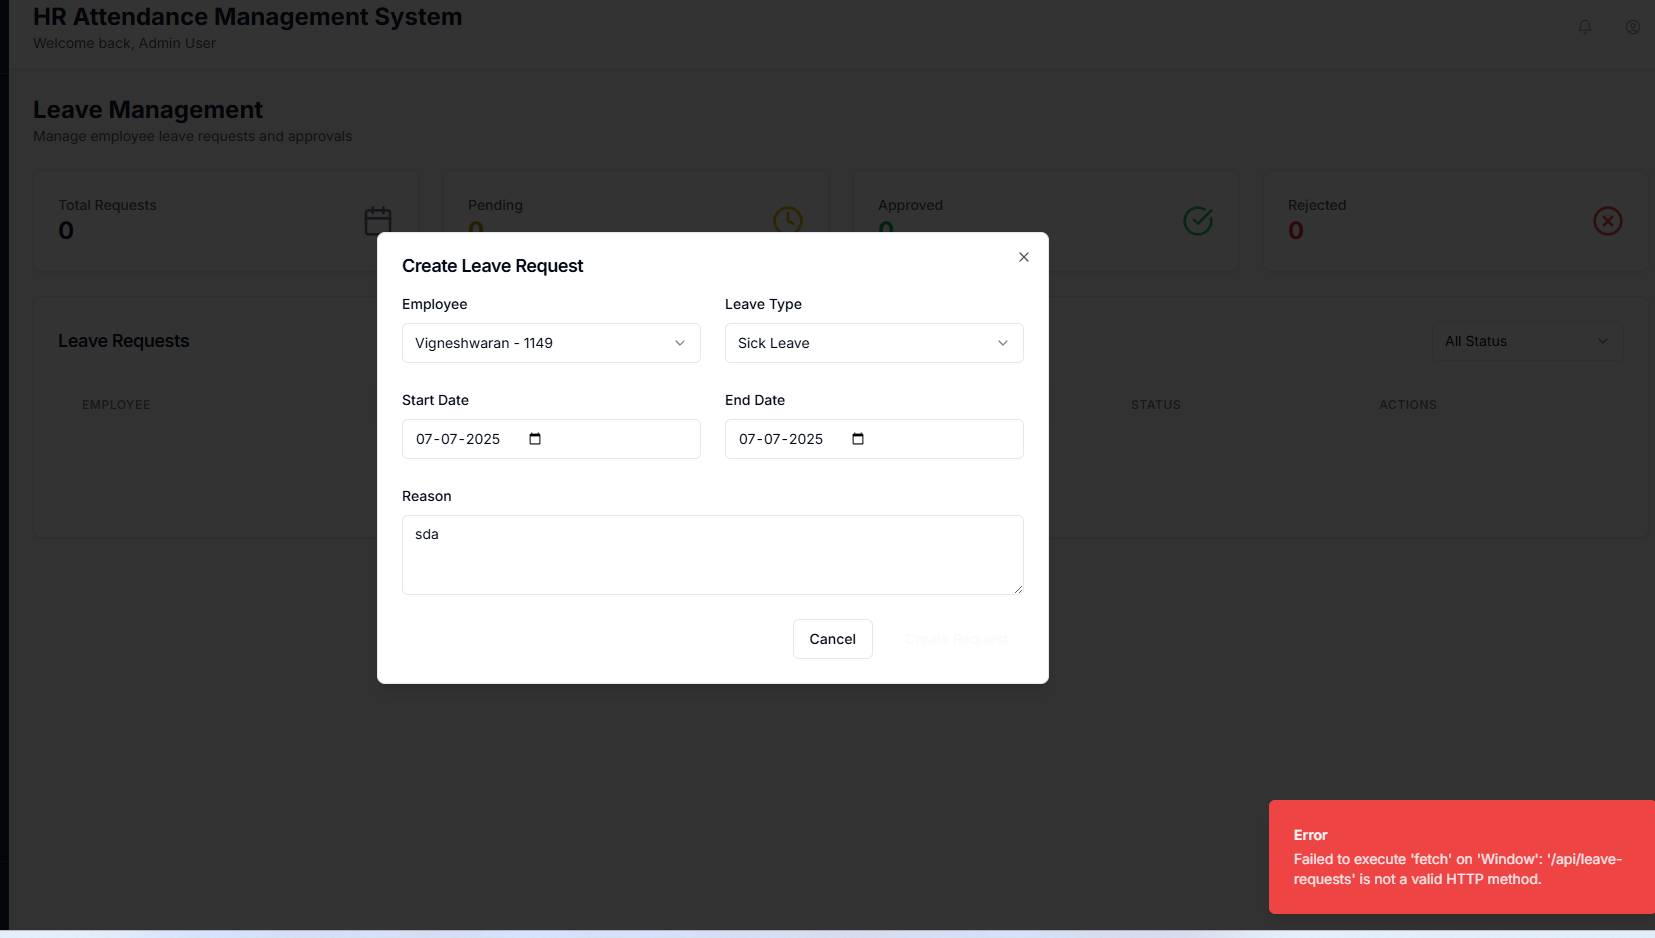 HR Attendance Management System
Welcome back, Admin User
Leave Management
Manage employee leave requests and approvals
Total Requests
0
Pending
0
Approved
0
Rejected
0
Create Leave Request
Employee
Leave Type
Vigneshwaran - 1149
Sick Leave
Leave Requests
All Status
Start Date
End Date
EMPLOYEE
STATUS
ACTIONS
07-07-2025
07-07-2025
Reason
sda
Cancel
Create Request
Error
Failed to execute 'fetch' on 'Window': '/api/leave-
requests' is not a valid HTTP method.